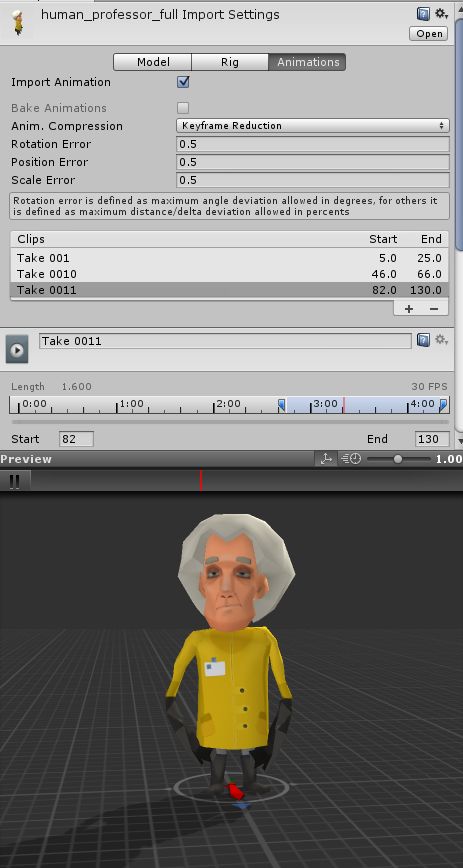 human_professor_full Import Settings
Open
Model Rig Animations
Import Animation
Bake Animations
Anim. Compression Keyframe Reduction
Rotation Error 0.5
Position Error 0.5
Scale Error 0.5
Rotation error is defined as maximum angle deviation allowed in degrees, for others it
is defined as maximum distance/delta deviation allowed in percents
Clips Start End
Take 001 5.0 25.0
Take 0010 46.0 66.0
Take 0011 82.0 130.0
+ −
Take 0011
Length 1.600 30 FPS
0:00 1:00 2:00 3:00 4:00
Start 82 End 130
Preview 1.00